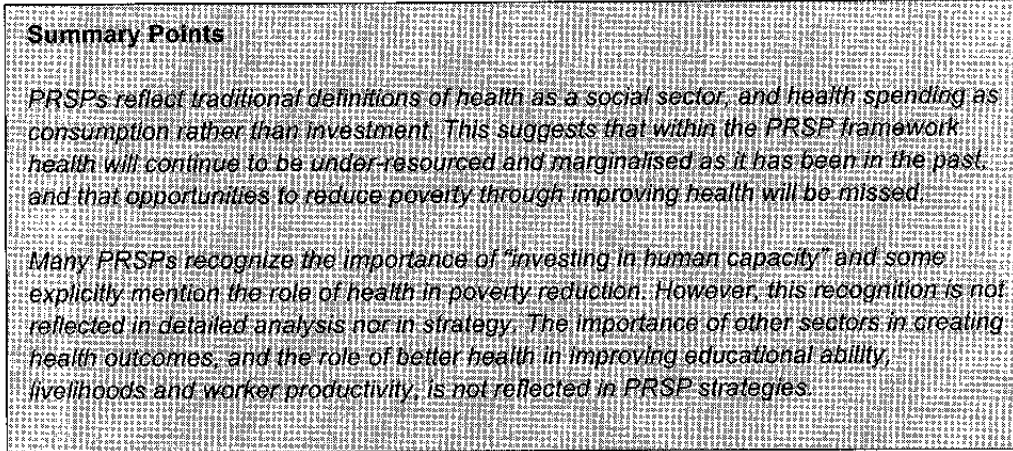 Summary Points
PRSPs reflect traditional definitions of health as a social sector, and health spending as
consumption rather than investment. This suggests that within the PRSP framework
health will continue to be under-resourced and marginalised as it has been in the past,
and that opportunities to reduce poverty through improving health will be missed.
Many PRSPs recognize the importance of "investing in human capacity" and some
explicitly mention the role of health in poverty reduction. However, this recognition is not
reflected in detailed analysis nor in strategy. The importance of other sectors in creating
health outcomes, and the role of better health in improving educational ability,
livelihoods and worker productivity, is not reflected in PRSP strategies.